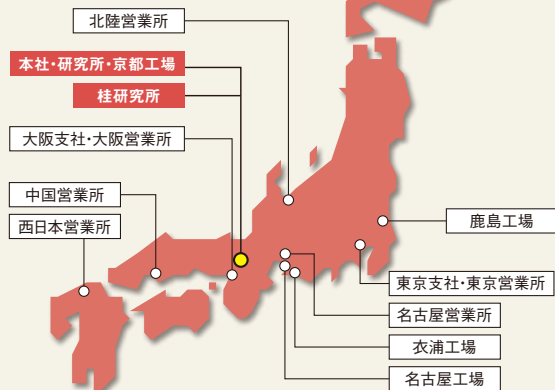 北陸営業所
本社・研究所・京都工場
桂研究所
大阪支社・大阪営業所
中国営業所
西日本営業所
鹿島工場
東京支社・東京営業所
名古屋営業所
衣浦工場
名古屋工場